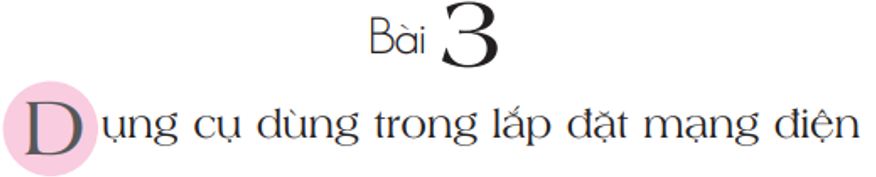 Bài 3
Dụng cụ dùng trong lắp đặt mạng điện